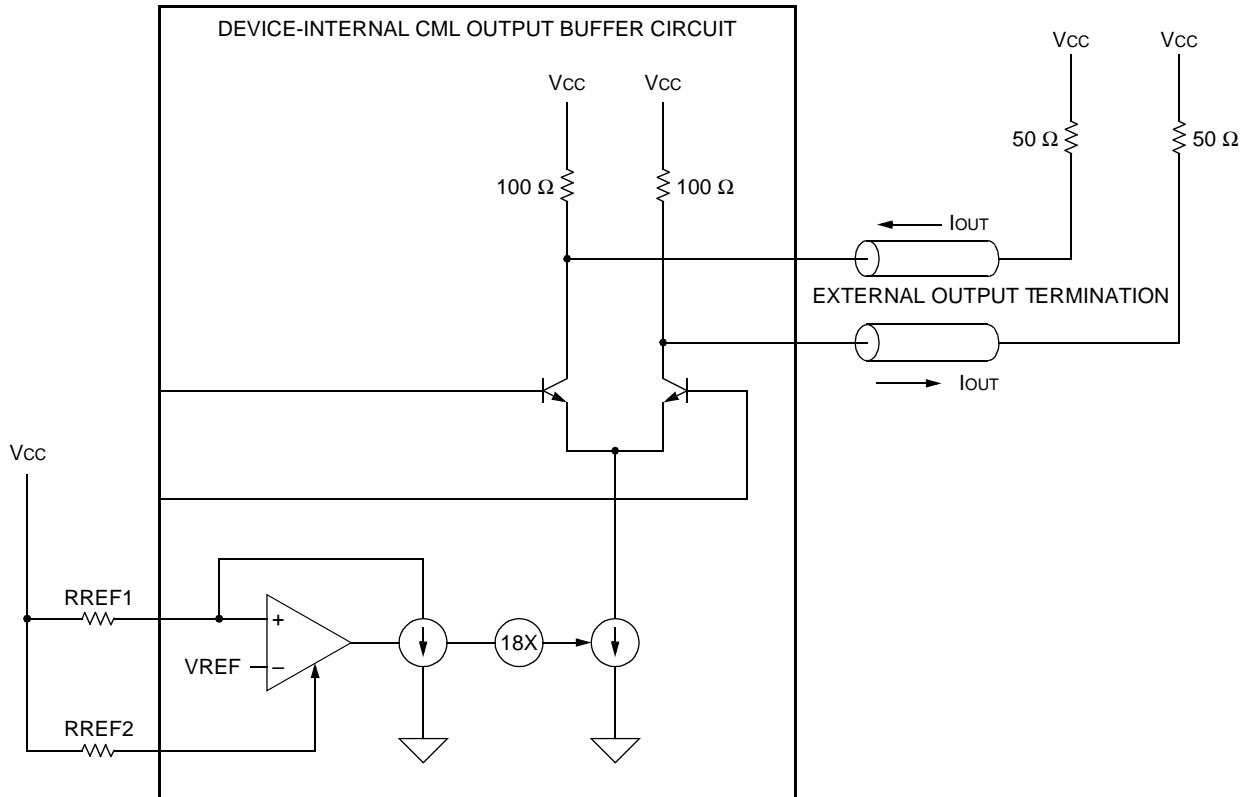 DEVICE-INTERNAL CML OUTPUT BUFFER CIRCUIT
VCC
VCC
VCC
VCC
50 Ω
50 Ω
100 Ω
100 Ω
IOUT
EXTERNAL OUTPUT TERMINATION
IOUT
VCC
RREF1
+
18X
VREF
−
RREF2